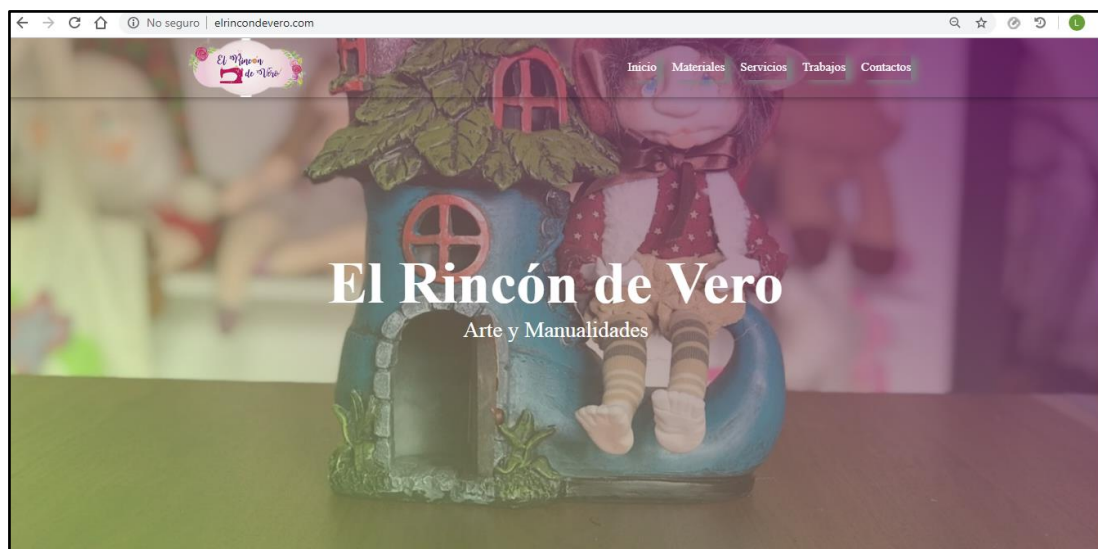 No seguro | elrincondevero.com
L
El Rincón
de Vero
Inicio Materiales Servicios Trabajos Contactos
El Rincón de Vero
Arte y Manualidades